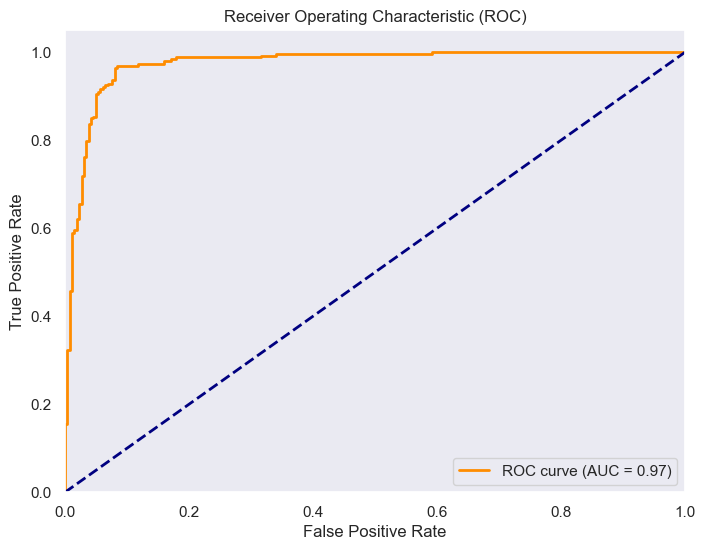 Receiver Operating Characteristic (ROC)
1.0
0.8
0.6
0.4
0.2
0.0
True Positive Rate
ROC curve (AUC = 0.97)
0.0 0.2 0.4 0.6 0.8 1.0
False Positive Rate